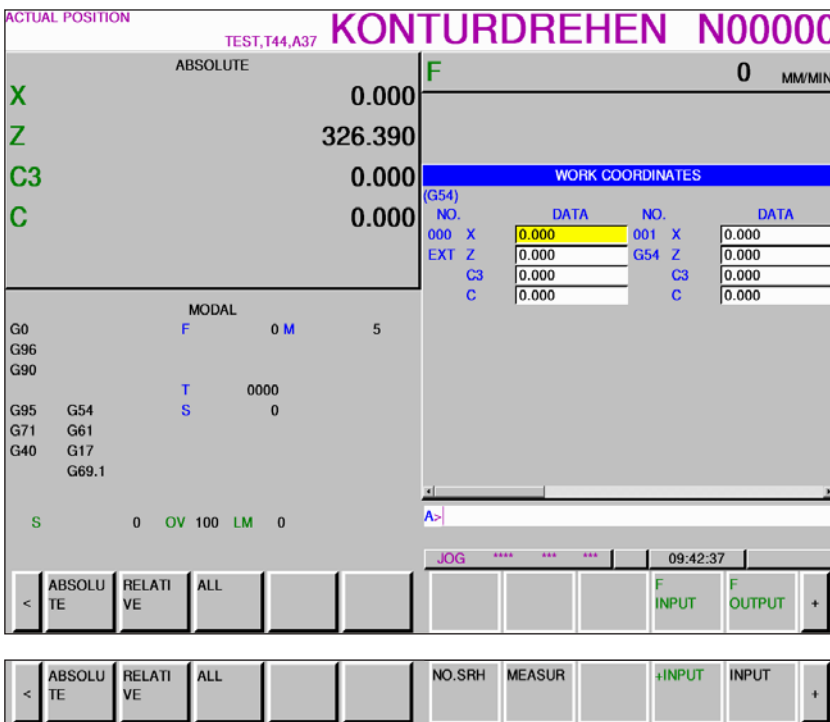 ACTUAL POSITION
TEST,T44,A37 KONTURDREHEN N00000
ABSOLUTE
X 0.000
Z 326.390
C3 0.000
C 0.000
F 0 MM/MIN
WORK COORDINATES
(G54)
NO. DATA NO. DATA
000 X 0.000 001 X 0.000
EXT Z 0.000 G54 Z 0.000
C3 0.000 C3 0.000
C 0.000 C 0.000
MODAL
G0 F 0 M 5
G96
G90
T 0000
G95 G54 S 0
G71 G61
G40 G17
G69.1
S 0 OV 100 LM 0
A>
JOG **** *** *** 09:42:37
< ABSOLU
TE RELATI
VE ALL F
INPUT F
OUTPUT +
< ABSOLU
TE RELATI
VE ALL NO.SRH MEASUR +INPUT INPUT +